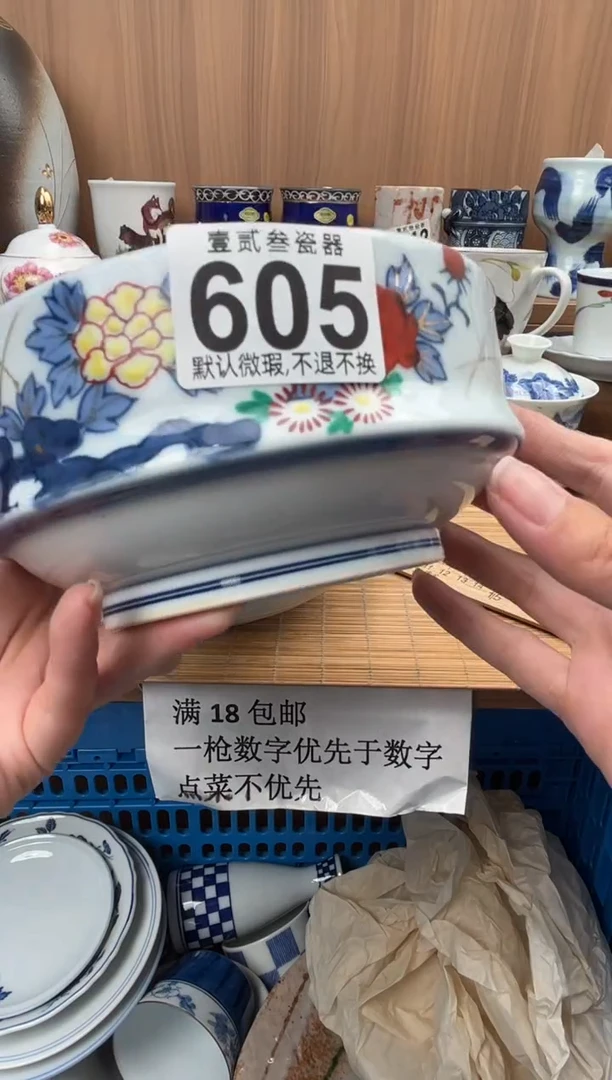 壹贰叁瓷器
605
默认微瑕,不退不换
满 18 包邮
一枪数字优先于数字
点菜不优先